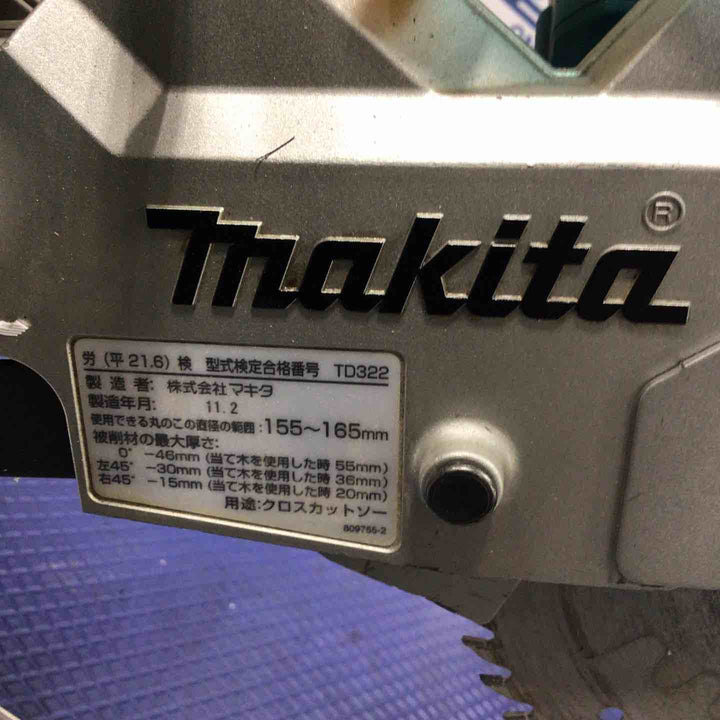 makita®
労（平21.6）検 型式検定合格番号 TD322
製造者: 株式会社マキタ
製造年月: 11.2
使用できる丸のこの直径の範囲:155～165mm
被削材の最大厚さ:
0° －46mm（当て木を使用した時 55mm）
左45° －30mm（当て木を使用した時 36mm）
右45° －15mm（当て木を使用した時 20mm）
用途:クロスカットソー
809755-2